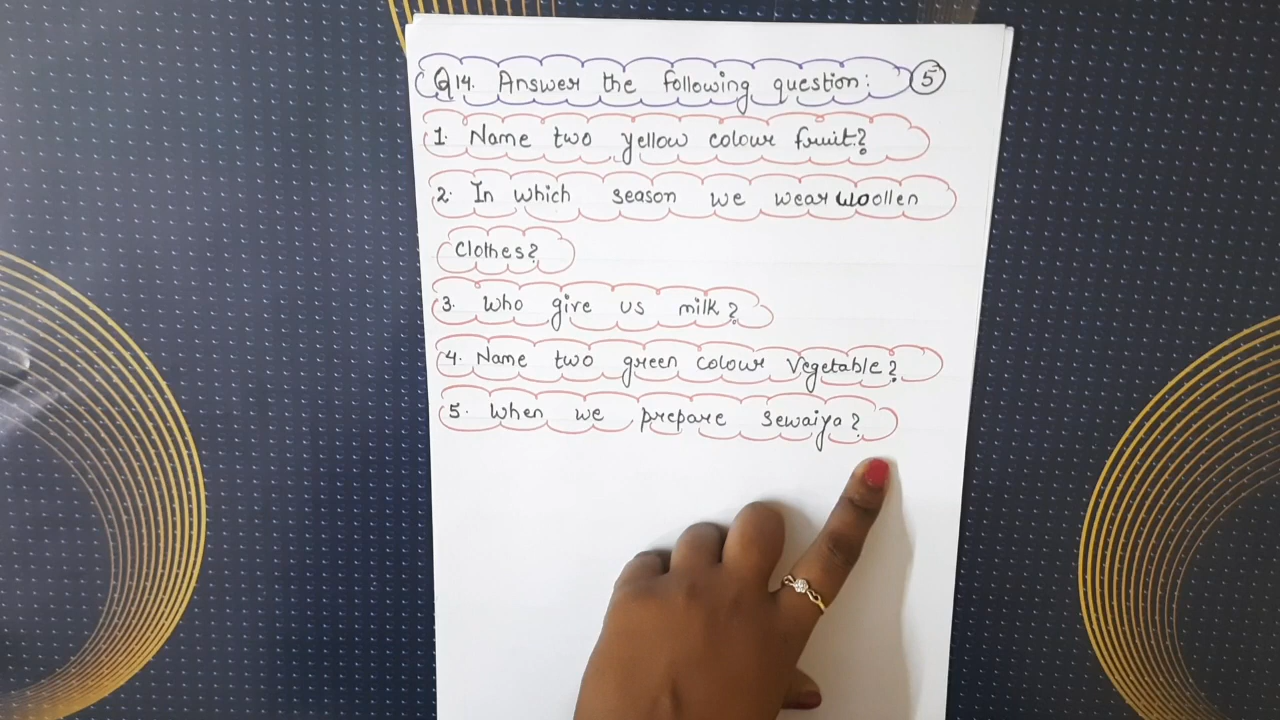 Q14. Answer the following question: 5
1. Name two yellow colour fruit?
2. In which season we wear woollen
clothes?
3. Who give us milk?
4. Name two green colour vegetable?
5. When we prepare sewaiya?